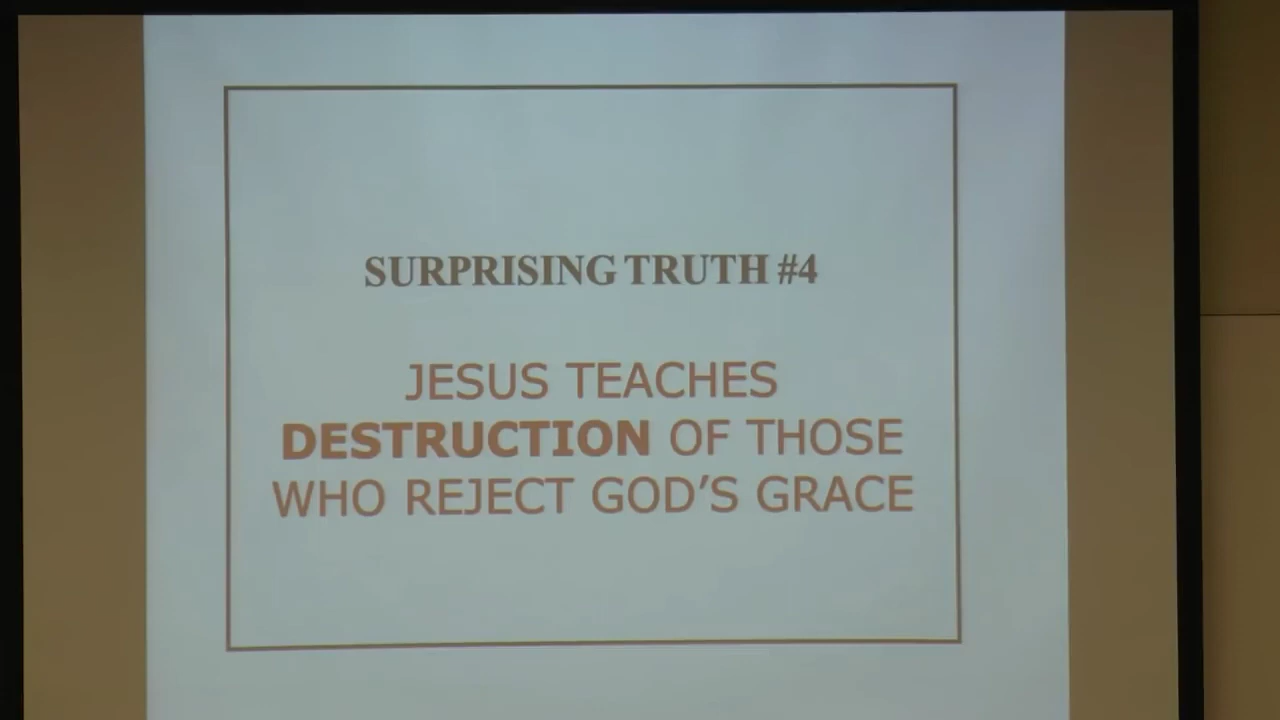 SURPRISING TRUTH #4
JESUS TEACHES
DESTRUCTION OF THOSE
WHO REJECT GOD'S GRACE